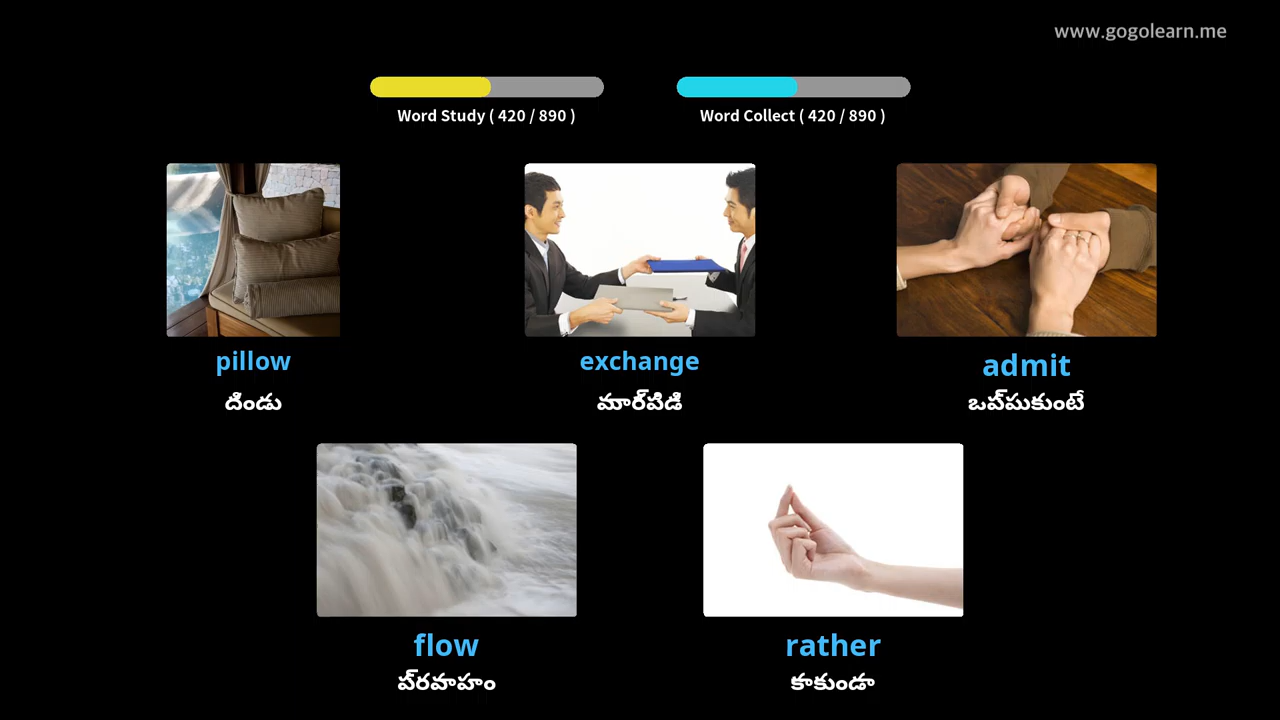 www.gogolearn.me
Word Study ( 420 / 890 )
Word Collect ( 420 / 890 )
pillow
దిండు
exchange
మార్‌పిడి
admit
ఒప్‌పుకుంటే
flow
ప్‌రవాహం
rather
కాకుండా